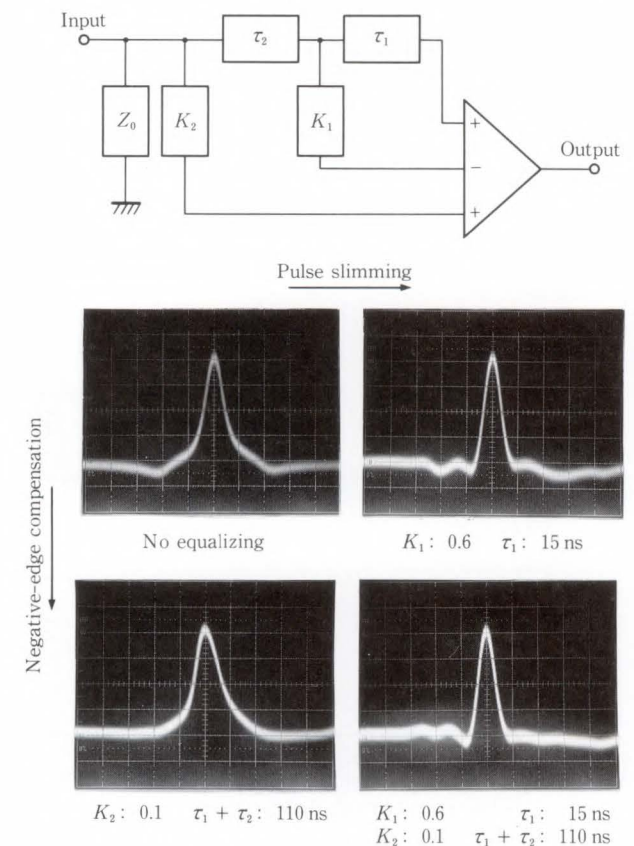 Input
τ₂
τ₁
Z₀
K₂
K₁
+
−
+
Output
Pulse slimming
Negative-edge compensation
No equalizing
K₁: 0.6 τ₁: 15 ns
K₂: 0.1 τ₁ + τ₂: 110 ns
K₁: 0.6 τ₁: 15 ns
K₂: 0.1 τ₁ + τ₂: 110 ns